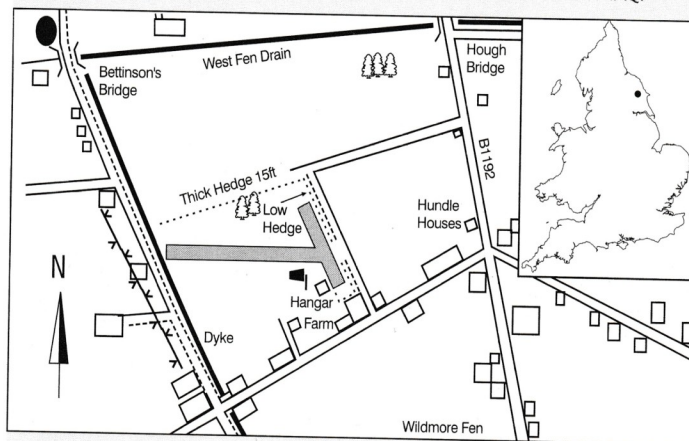 West Fen Drain
Bettinson's
Bridge
Hough
Bridge
B1192
Thick Hedge 15ft
Low
Hedge
Hundle
Houses
N
Hangar
Farm
Dyke
Wildmore Fen